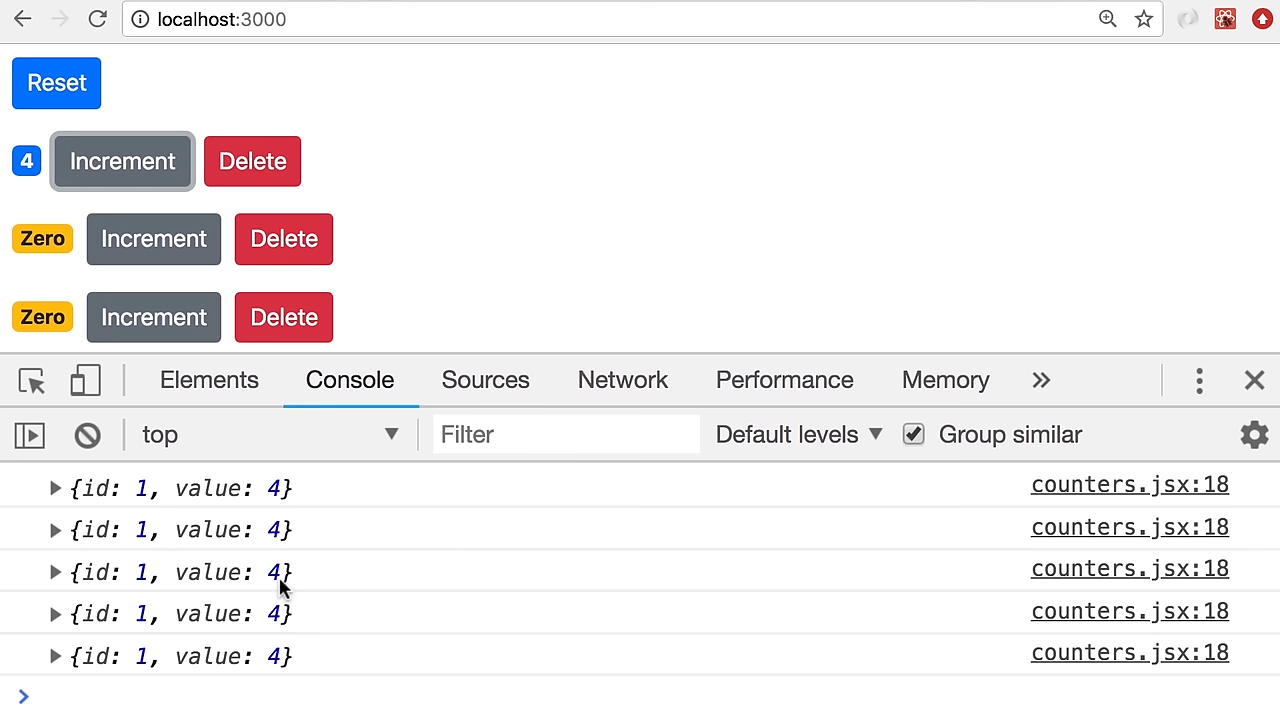 localhost:3000
Reset
4 Increment Delete
Zero Increment Delete
Zero Increment Delete
Elements Console Sources Network Performance Memory »
top Filter Default levels Group similar
{id: 1, value: 4} counters.jsx:18
{id: 1, value: 4} counters.jsx:18
{id: 1, value: 4} counters.jsx:18
{id: 1, value: 4} counters.jsx:18
{id: 1, value: 4} counters.jsx:18